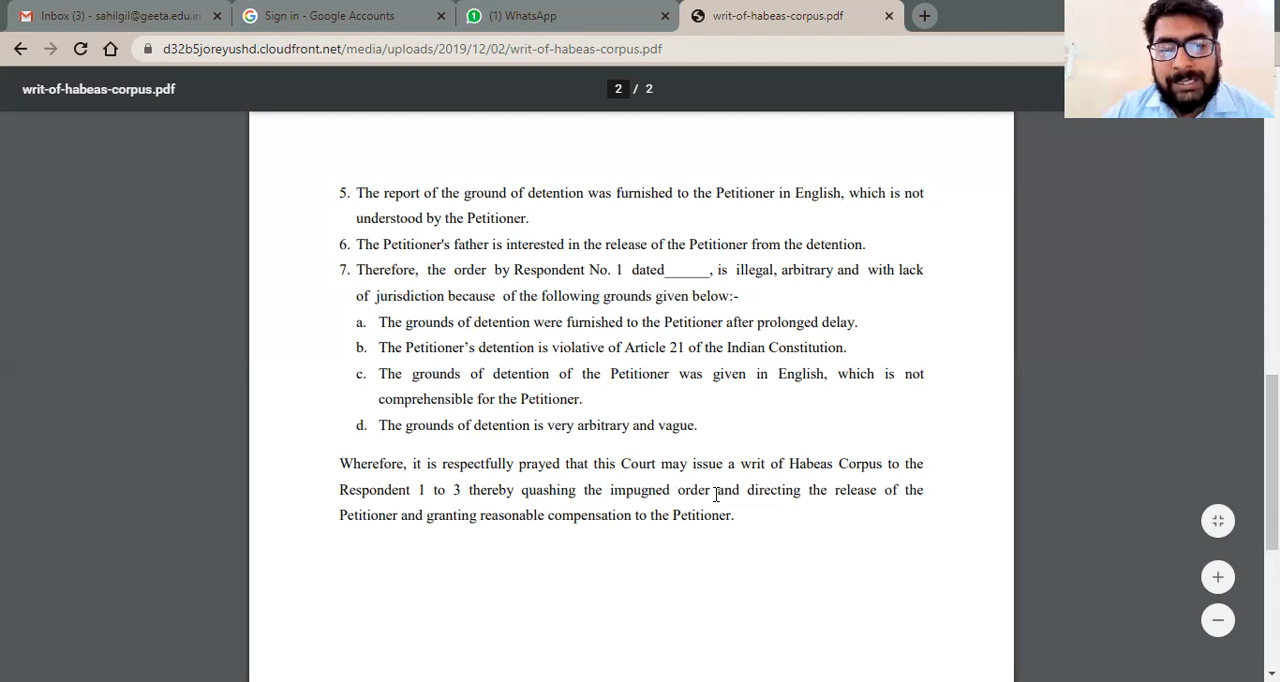 Inbox (3) - sahilgil@geeta.edu.in
Sign in - Google Accounts
(1) WhatsApp
writ-of-habeas-corpus.pdf
d32b5joreyushd.cloudfront.net/media/uploads/2019/12/02/writ-of-habeas-corpus.pdf
writ-of-habeas-corpus.pdf
2 / 2
5. The report of the ground of detention was furnished to the Petitioner in English, which is not
understood by the Petitioner.
6. The Petitioner's father is interested in the release of the Petitioner from the detention.
7. Therefore, the order by Respondent No. 1 dated______, is illegal, arbitrary and with lack
of jurisdiction because of the following grounds given below:-
a. The grounds of detention were furnished to the Petitioner after prolonged delay.
b. The Petitioner’s detention is violative of Article 21 of the Indian Constitution.
c. The grounds of detention of the Petitioner was given in English, which is not
comprehensible for the Petitioner.
d. The grounds of detention is very arbitrary and vague.
Wherefore, it is respectfully prayed that this Court may issue a writ of Habeas Corpus to the
Respondent 1 to 3 thereby quashing the impugned order and directing the release of the
Petitioner and granting reasonable compensation to the Petitioner.